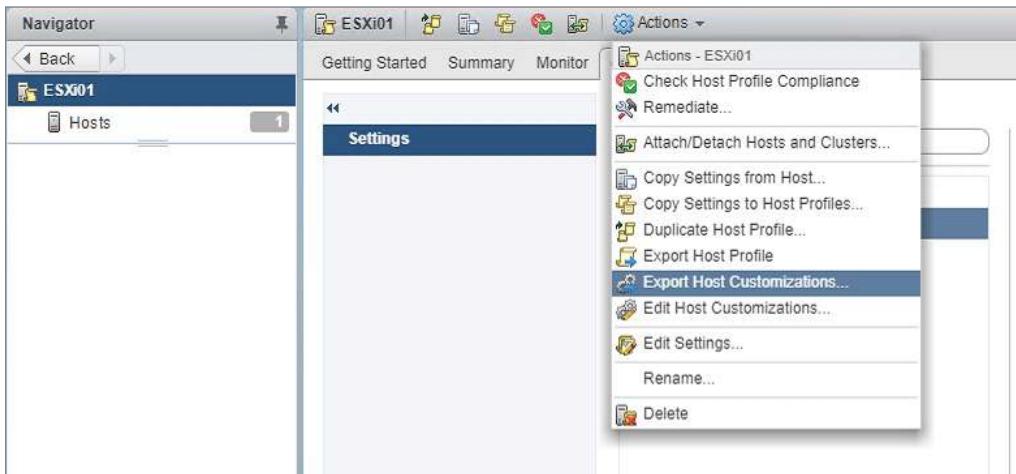 Navigator
ESXi01
Actions
Back
Getting Started Summary Monitor
ESXi01
Hosts 1
Settings
Actions - ESXi01
Check Host Profile Compliance
Remediate...
Attach/Detach Hosts and Clusters...
Copy Settings from Host...
Copy Settings to Host Profiles...
Duplicate Host Profile...
Export Host Profile
Export Host Customizations...
Edit Host Customizations...
Edit Settings...
Rename...
Delete